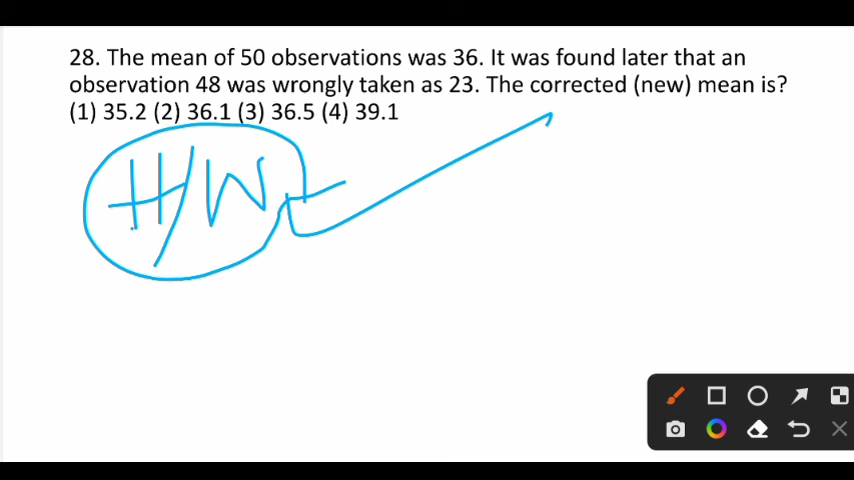 28. The mean of 50 observations was 36. It was found later that an
observation 48 was wrongly taken as 23. The corrected (new) mean is?
(1) 35.2 (2) 36.1 (3) 36.5 (4) 39.1
H/W